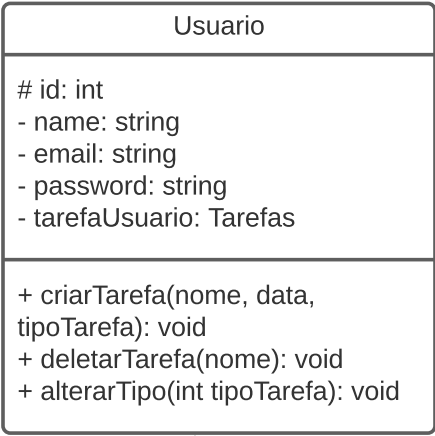 Usuario
# id: int
- name: string
- email: string
- password: string
- tarefaUsuario: Tarefas
+ criarTarefa(nome, data,
tipoTarefa): void
+ deletarTarefa(nome): void
+ alterarTipo(int tipoTarefa): void